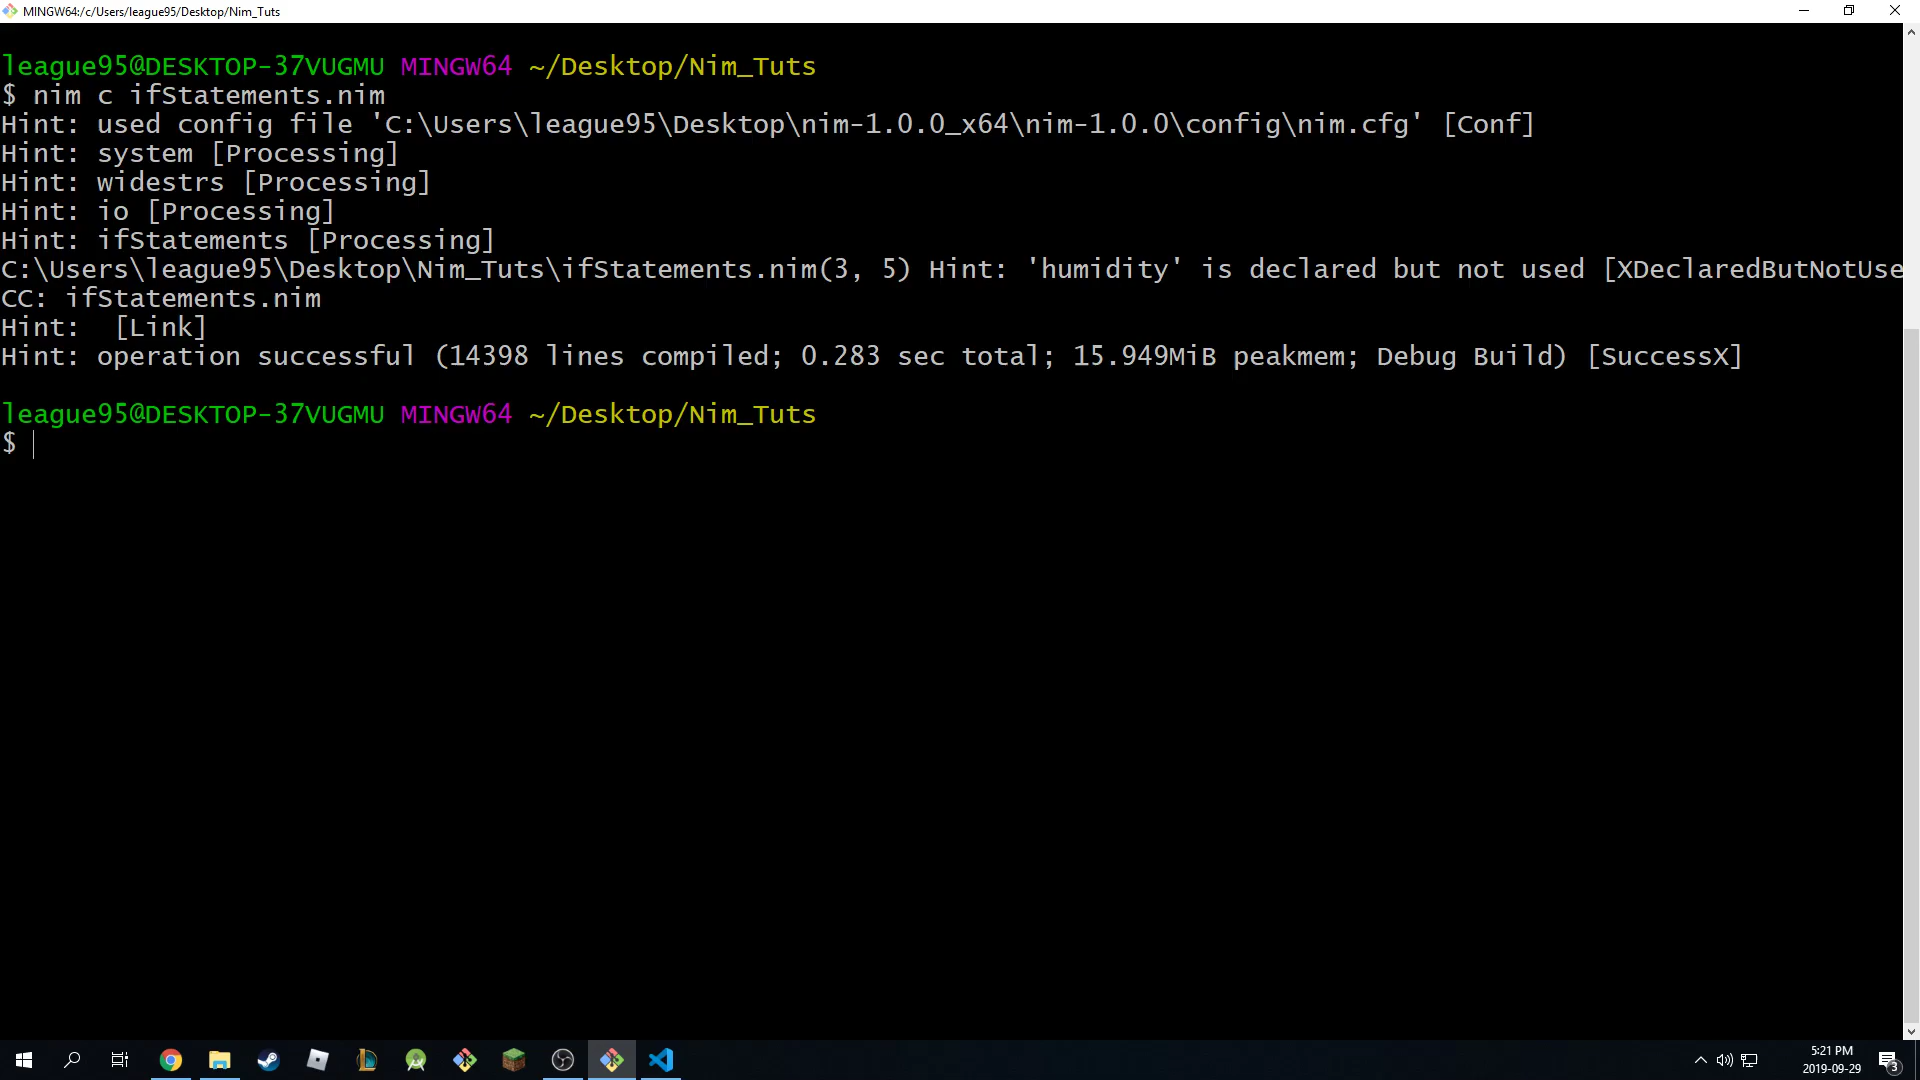 MINGW64:/c/Users/league95/Desktop/Nim_Tuts
league95@DESKTOP-37VUGMU MINGW64 ~/Desktop/Nim_Tuts
$ nim c ifStatements.nim
Hint: used config file 'C:\Users\league95\Desktop\nim-1.0.0_x64\nim-1.0.0\config\nim.cfg' [Conf]
Hint: system [Processing]
Hint: widestrs [Processing]
Hint: io [Processing]
Hint: ifStatements [Processing]
C:\Users\league95\Desktop\Nim_Tuts\ifStatements.nim(3, 5) Hint: 'humidity' is declared but not used [XDeclaredButNotUse
CC: ifStatements.nim
Hint:  [Link]
Hint: operation successful (14398 lines compiled; 0.283 sec total; 15.949MiB peakmem; Debug Build) [SuccessX]
league95@DESKTOP-37VUGMU MINGW64 ~/Desktop/Nim_Tuts
$
5:21 PM
2019-09-29
3